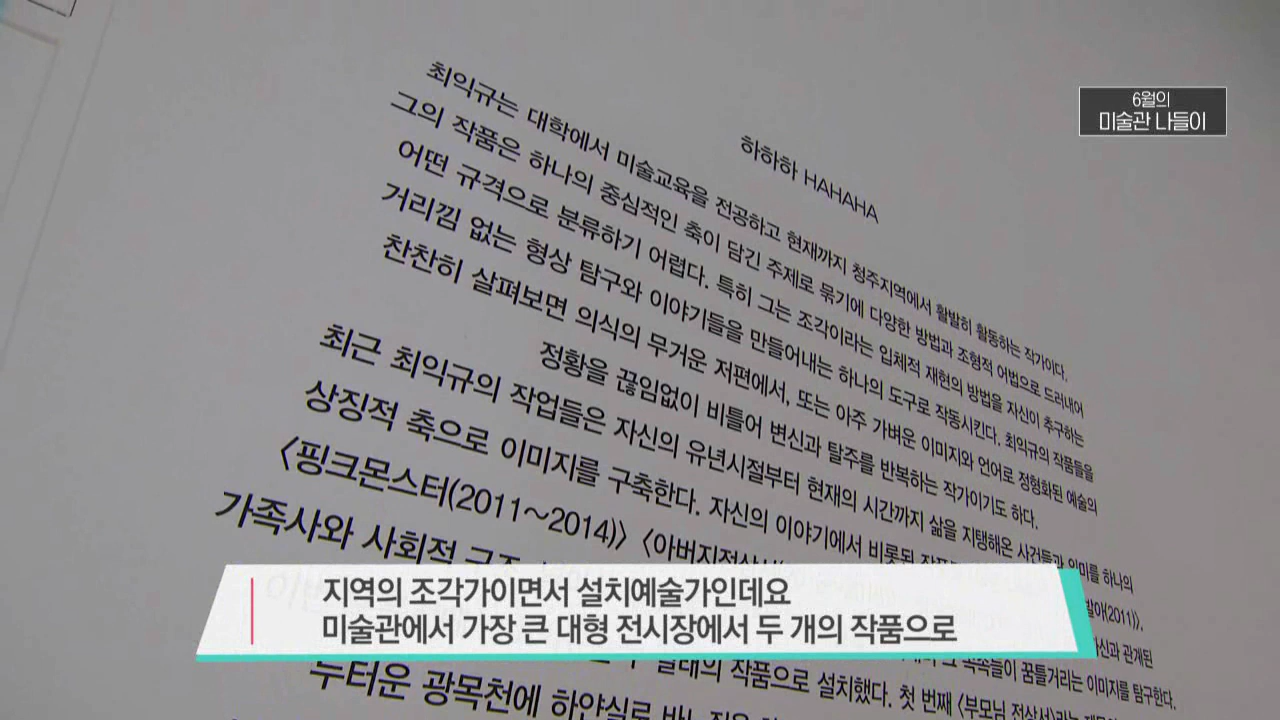 6월의
미술관 나들이
하하하 HAHAHA
최익규는 대학에서 미술교육을 전공하고 현재까지 청주지역에서 활발히 활동하는 작가이다.
그의 작품은 하나의 중심적인 축이 담긴 주제로 묶기에 다양한 방법과 조형적 어법으로 드러내어
어떤 규격으로 분류하기 어렵다. 특히 그는 조각이라는 입체적 재현의 방법을 자신이 추구하는
거리낌 없는 형상 탐구와 이야기들을 만들어내는 하나의 도구로 작동시킨다. 최익규의 작품들을
찬찬히 살펴보면 의식의 무거운 저편에서, 또는 아주 가벼운 이미지와 언어로 정형화된 예술의
정황을 끊임없이 비틀어 변신과 탈주를 반복하는 작가이기도 하다.
최근 최익규의 작업들은 자신의 유년시절부터 현재의 시간까지 삶을 지탱해온 사건들과 의미를 하나의
상징적 축으로 이미지를 구축한다. 자신의 이야기에서 비롯된
〈핑크몬스터(2011~2014)〉 〈아버지전상 발아(2011)〉,
가족사와 사회적 자신과 관계된
꿈틀거리는 이미지를 탐구한다.
작품으로 설치했다. 첫 번째 〈부모님 전상서〉라는
두터운 광목천에 하얀실로
지역의 조각가이면서 설치예술가인데요
미술관에서 가장 큰 대형 전시장에서 두 개의 작품으로